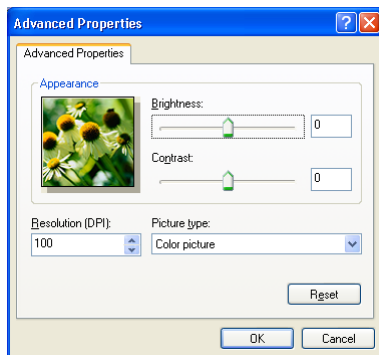 Advanced Properties
Advanced Properties
Appearance
Brightness:
0
Contrast:
0
Resolution (DPI):
Picture type:
100
Color picture
Reset
OK
Cancel